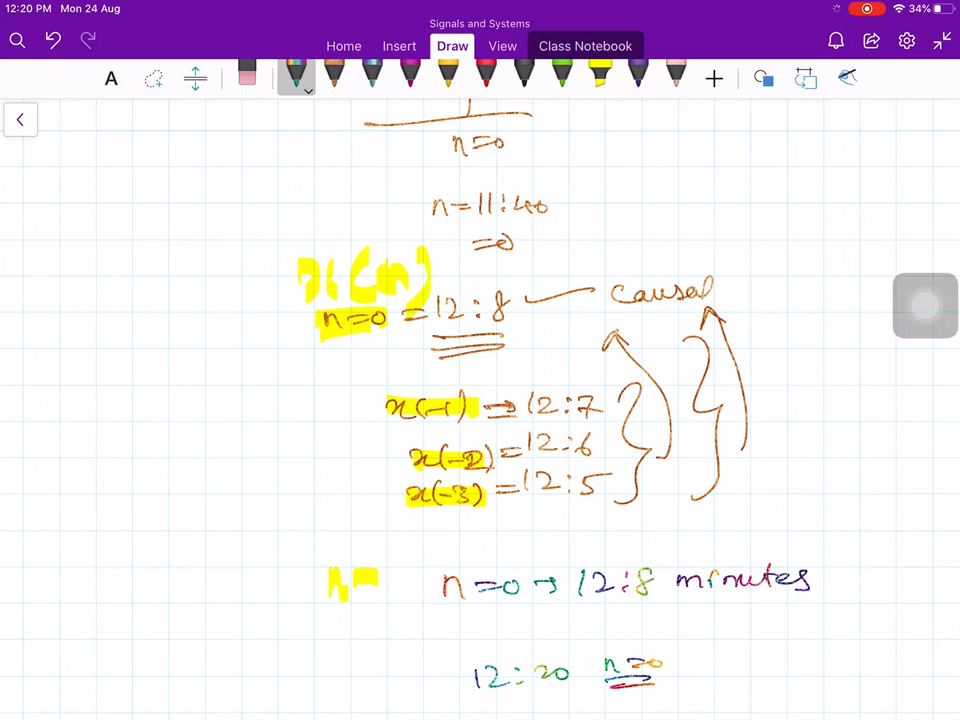 12:20 PM Mon 24 Aug
34%
Signals and Systems
Home Insert Draw View Class Notebook
A
n=0
n=11:40
=0
x(n)
n=0 = 12:8 causal
x(-1) => 12:7
x(-2) = 12:6
x(-3) = 12:5
n= n=0 → 12:8 minutes
12:20 n=0